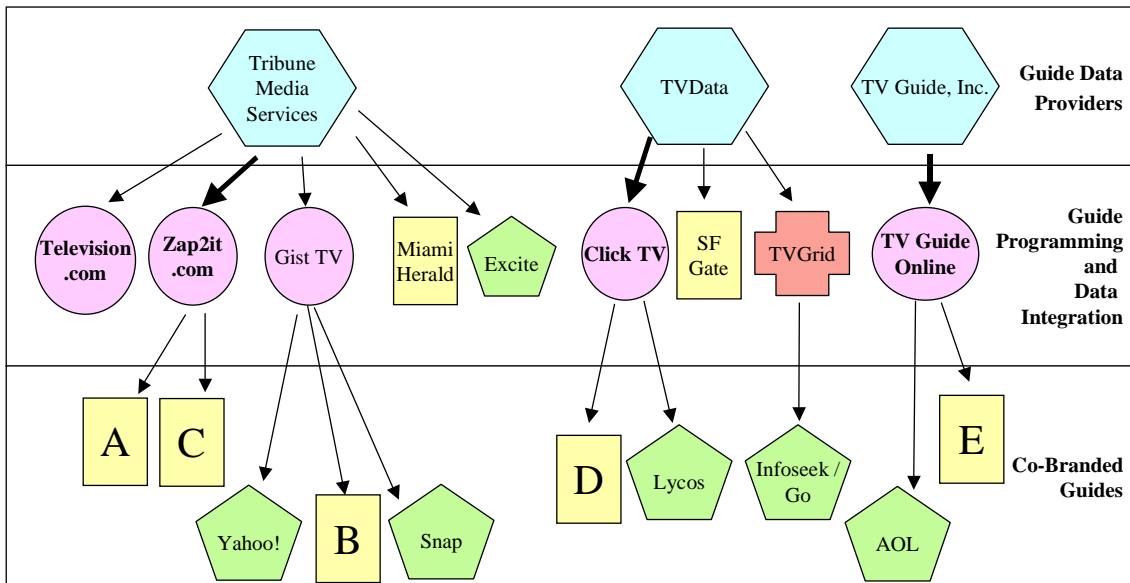 Tribune
Media
Services
TVData
TV Guide, Inc.
Guide Data
Providers
Television
.com
Zap2it
.com
Gist TV
Miami
Herald
Excite
Click TV
SF
Gate
TVGrid
TV Guide
Online
Guide
Programming
and
Data
Integration
A
C
Yahoo!
B
Snap
D
Lycos
Infoseek /
Go
AOL
E
Co-Branded
Guides